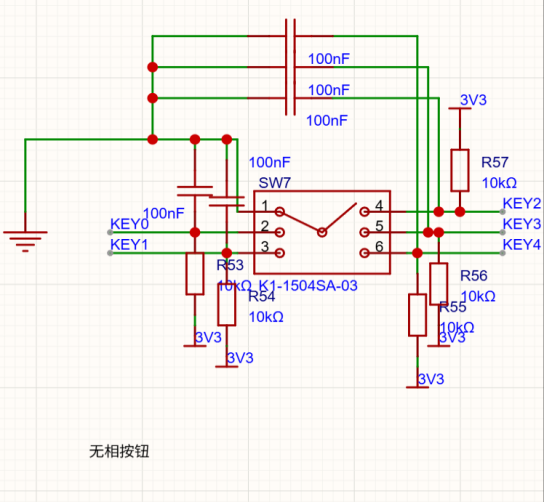 100nF
100nF
3V3
100nF
100nF
R57
10kΩ
SW7
1
4
KEY2
100nF
KEY0
2
5
KEY3
KEY1
3
6
KEY4
R53
10kΩ
K1-1504SA-03
R56
10kΩ
R54
10kΩ
R55
10kΩ
3V3
3V3
3V3
3V3
无相按钮